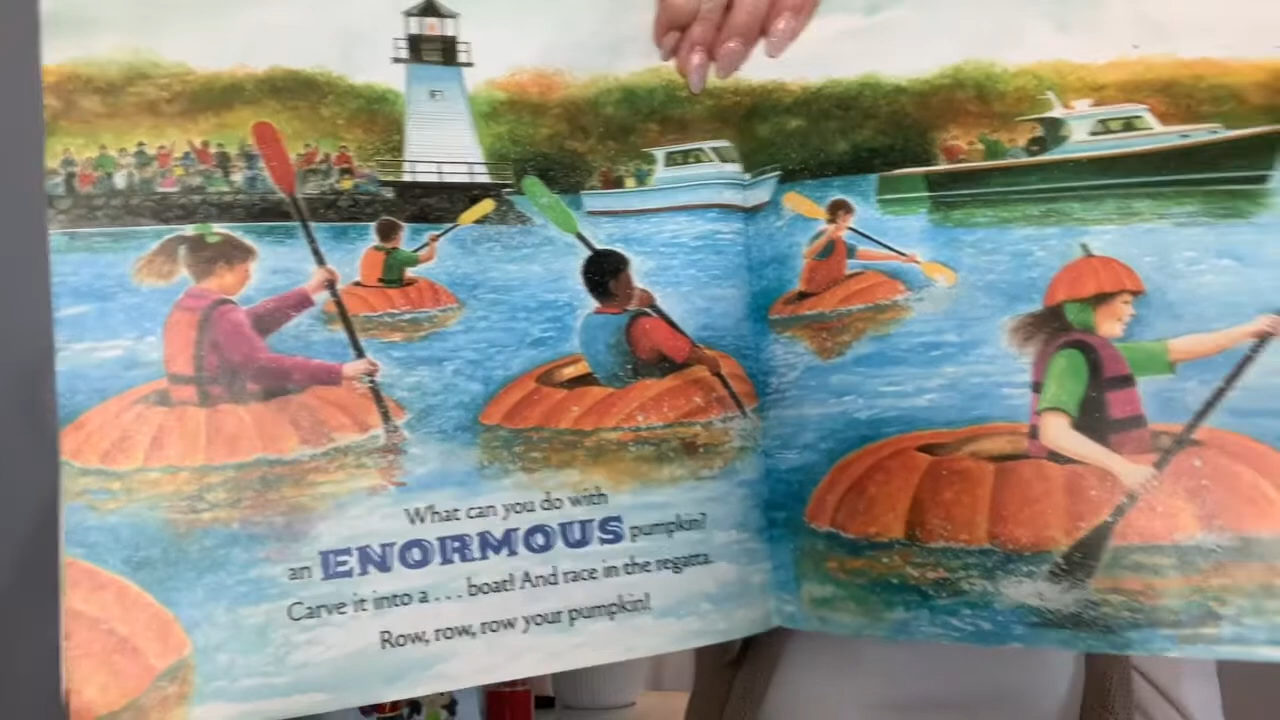 What can you do with
an ENORMOUS pumpkin?
Carve it into a . . . boat! And race in the regatta.
Row, row, row your pumpkin!